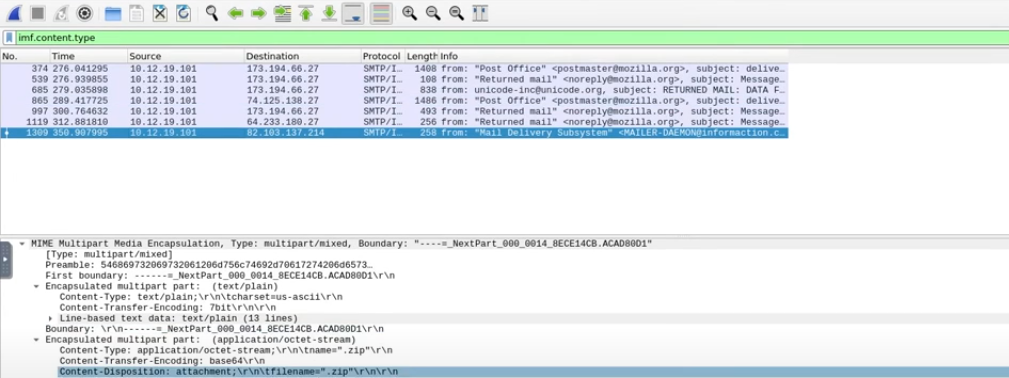 imf.content.type
No. Time Source Destination Protocol Length Info
374 276.041295 10.12.19.101 173.194.66.27 SMTP/I… 1408 from: "Post Office" <postmaster@mozilla.org>, subject: delive…
539 276.939855 10.12.19.101 173.194.66.27 SMTP/I… 108 from: "Returned mail" <noreply@mozilla.org>, subject: Message…
685 279.035898 10.12.19.101 173.194.66.27 SMTP/I… 838 from: unicode-inc@unicode.org, subject: RETURNED MAIL: DATA F…
865 289.417725 10.12.19.101 74.125.138.27 SMTP/I… 1486 from: "Post Office" <postmaster@mozilla.org>, subject: delive…
997 300.764632 10.12.19.101 173.194.66.27 SMTP/I… 493 from: "Returned mail" <noreply@mozilla.org>, subject: Message…
1119 312.881810 10.12.19.101 64.233.180.27 SMTP/I… 256 from: "Returned mail" <noreply@mozilla.org>, subject: Message…
1309 350.907995 10.12.19.101 82.103.137.214 SMTP/I… 258 from: "Mail Delivery Subsystem" <MAILER-DAEMON@informaction.c…
MIME Multipart Media Encapsulation, Type: multipart/mixed, Boundary: "----=_NextPart_000_0014_8ECE14CB.ACAD80D1"
[Type: multipart/mixed]
Preamble: 546869732069732061206d756c74692d70617274206d6573…
First boundary: ------=_NextPart_000_0014_8ECE14CB.ACAD80D1\r\n
Encapsulated multipart part: (text/plain)
Content-Type: text/plain;\r\n\tcharset=us-ascii\r\n
Content-Transfer-Encoding: 7bit\r\n\r\n
Line-based text data: text/plain (13 lines)
Boundary: \r\n------=_NextPart_000_0014_8ECE14CB.ACAD80D1\r\n
Encapsulated multipart part: (application/octet-stream)
Content-Type: application/octet-stream;\r\n\tname=".zip"\r\n
Content-Transfer-Encoding: base64\r\n
Content-Disposition: attachment;\r\n\tfilename=".zip"\r\n\r\n